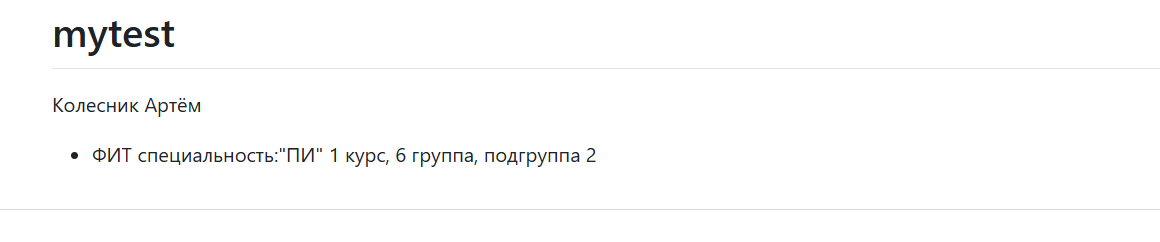 mytest
Колесник Артём
ФИТ специальность:"ПИ" 1 курс, 6 группа, подгруппа 2